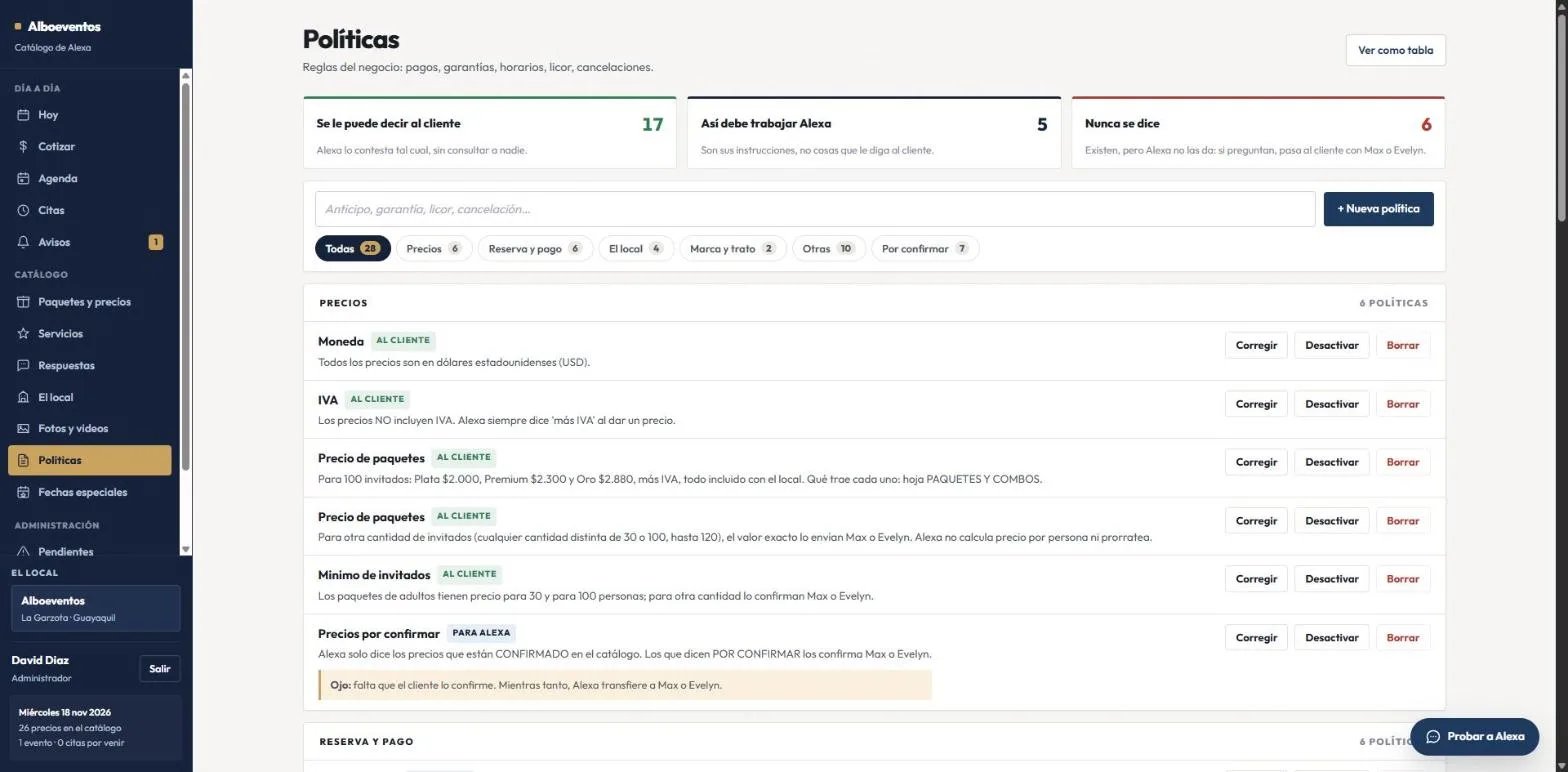 Alboeventos
Catálogo de Alexa
DÍA A DÍA
Hoy
Cotizar
Agenda
Citas
Avisos 1
CATÁLOGO
Paquetes y precios
Servicios
Respuestas
El local
Fotos y videos
Políticas
Fechas especiales
ADMINISTRACIÓN
Pendientes
EL LOCAL
Alboeventos
La Garzota · Guayaquil
David Diaz
Administrador
Salir
Miércoles 18 nov 2026
26 precios en el catálogo
1 evento · 0 citas por venir
Políticas
Reglas del negocio: pagos, garantías, horarios, licor, cancelaciones.
Ver como tabla
Se le puede decir al cliente 17
Alexa lo contesta tal cual, sin consultar a nadie.
Así debe trabajar Alexa 5
Son sus instrucciones, no cosas que le diga al cliente.
Nunca se dice 6
Existen, pero Alexa no las da: si preguntan, pasa al cliente con Max o Evelyn.
Anticipo, garantía, licor, cancelación...
+ Nueva política
Todas 28 Precios 6 Reserva y pago 6 El local 4 Marca y trato 2 Otras 10 Por confirmar 7
PRECIOS 6 POLÍTICAS
Moneda AL CLIENTE
Todos los precios son en dólares estadounidenses (USD).
Corregir Desactivar Borrar
IVA AL CLIENTE
Los precios NO incluyen IVA. Alexa siempre dice 'más IVA' al dar un precio.
Corregir Desactivar Borrar
Precio de paquetes AL CLIENTE
Para 100 invitados: Plata $2.000, Premium $2.300 y Oro $2.880, más IVA, todo incluido con el local. Qué trae cada uno: hoja PAQUETES Y COMBOS.
Corregir Desactivar Borrar
Precio de paquetes AL CLIENTE
Para otra cantidad de invitados (cualquier cantidad distinta de 30 o 100, hasta 120), el valor exacto lo envían Max o Evelyn. Alexa no calcula precio por persona ni prorratea.
Corregir Desactivar Borrar
Minimo de invitados AL CLIENTE
Los paquetes de adultos tienen precio para 30 y para 100 personas; para otra cantidad lo confirman Max o Evelyn.
Corregir Desactivar Borrar
Precios por confirmar PARA ALEXA
Alexa solo dice los precios que están CONFIRMADO en el catálogo. Los que dicen POR CONFIRMAR los confirma Max o Evelyn.
Corregir Desactivar Borrar
Ojo: falta que el cliente lo confirme. Mientras tanto, Alexa transfiere a Max o Evelyn.
RESERVA Y PAGO 6 POLÍTIC
Probar a Alexa